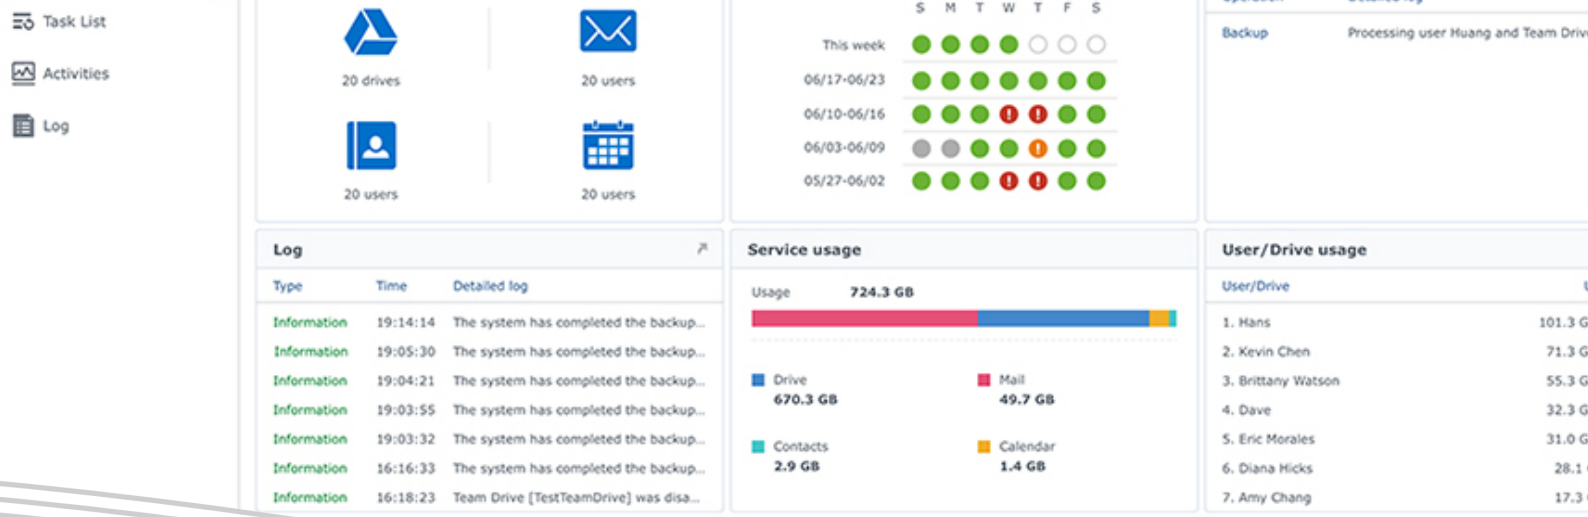 Task List
Activities
Log
20 drives
20 users
20 users
20 users
S M T W T F S
This week
06/17-06/23
06/10-06/16
06/03-06/09
05/27-06/02
Backup Processing user Huang and Team Drive
Log
Type Time Detailed log
Information 19:14:14 The system has completed the backup...
Information 19:05:30 The system has completed the backup...
Information 19:04:21 The system has completed the backup...
Information 19:03:55 The system has completed the backup...
Information 19:03:32 The system has completed the backup...
Information 16:16:33 The system has completed the backup...
Information 16:18:23 Team Drive [TestTeamDrive] was disa...
Service usage
Usage 724.3 GB
Drive
670.3 GB
Mail
49.7 GB
Contacts
2.9 GB
Calendar
1.4 GB
User/Drive usage
User/Drive
1. Hans 101.3 G
2. Kevin Chen 71.3 G
3. Brittany Watson 55.3 G
4. Dave 32.3 G
5. Eric Morales 31.0 G
6. Diana Hicks 28.1
7. Amy Chang 17.3